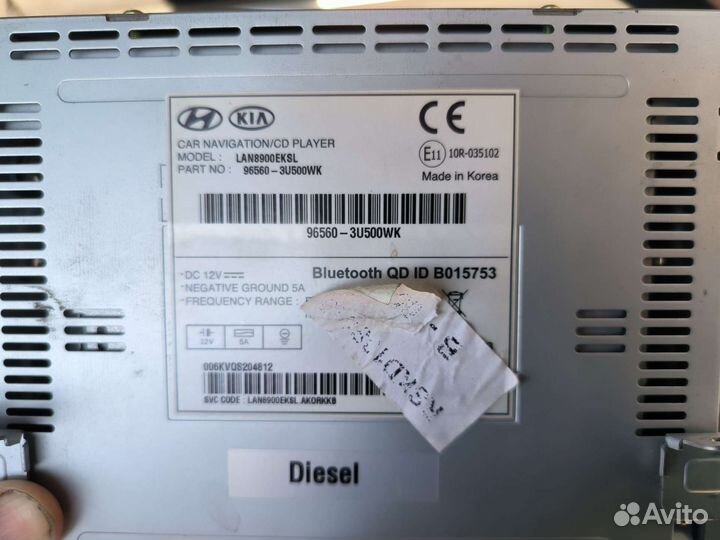 HYUNDAI KIA
CAR NAVIGATION/CD PLAYER
MODEL : LAN8900EKSL
PART NO : 96560-3U500WK
CE
E11 10R-035102
Made in Korea
96560-3U500WK
DC 12V
Bluetooth QD ID B015753
NEGATIVE GROUND 5A
FREQUENCY RANGE :
5A
006KVQS204812
SVC CODE : LAN8900EKSL.AKORKKB
Diesel
Avito